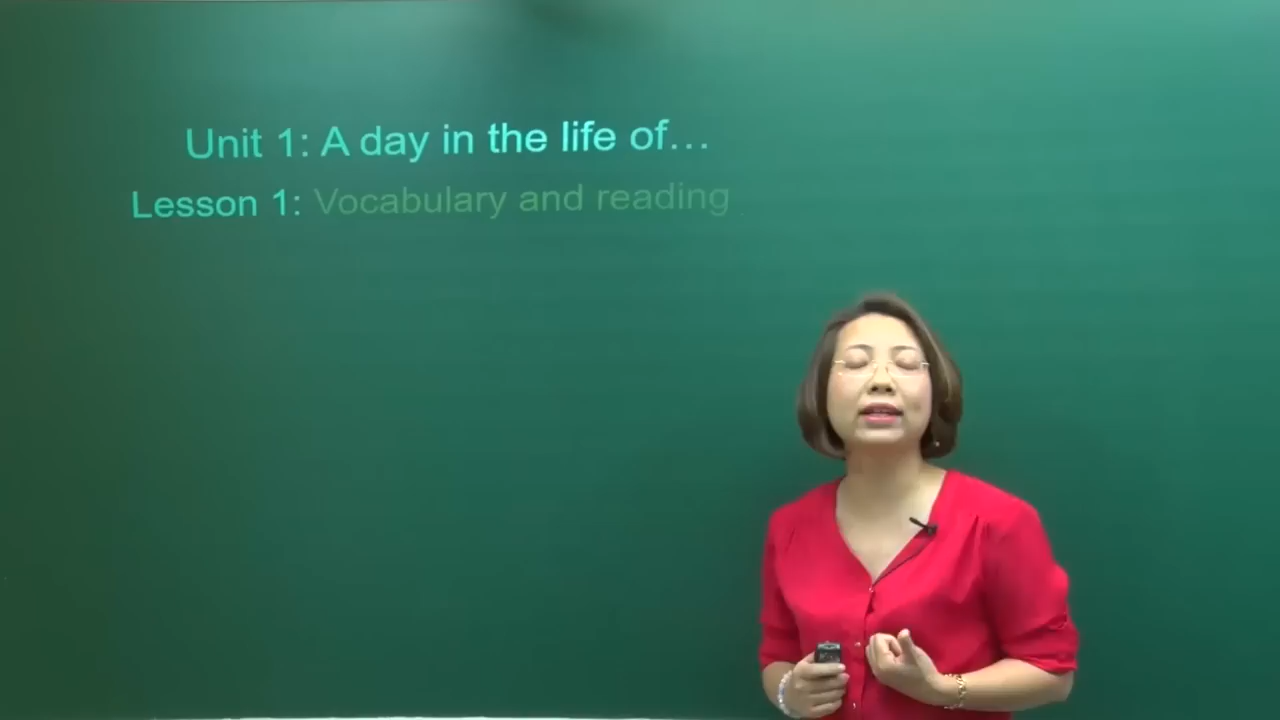 Unit 1: A day in the life of…
Lesson 1: Vocabulary and reading